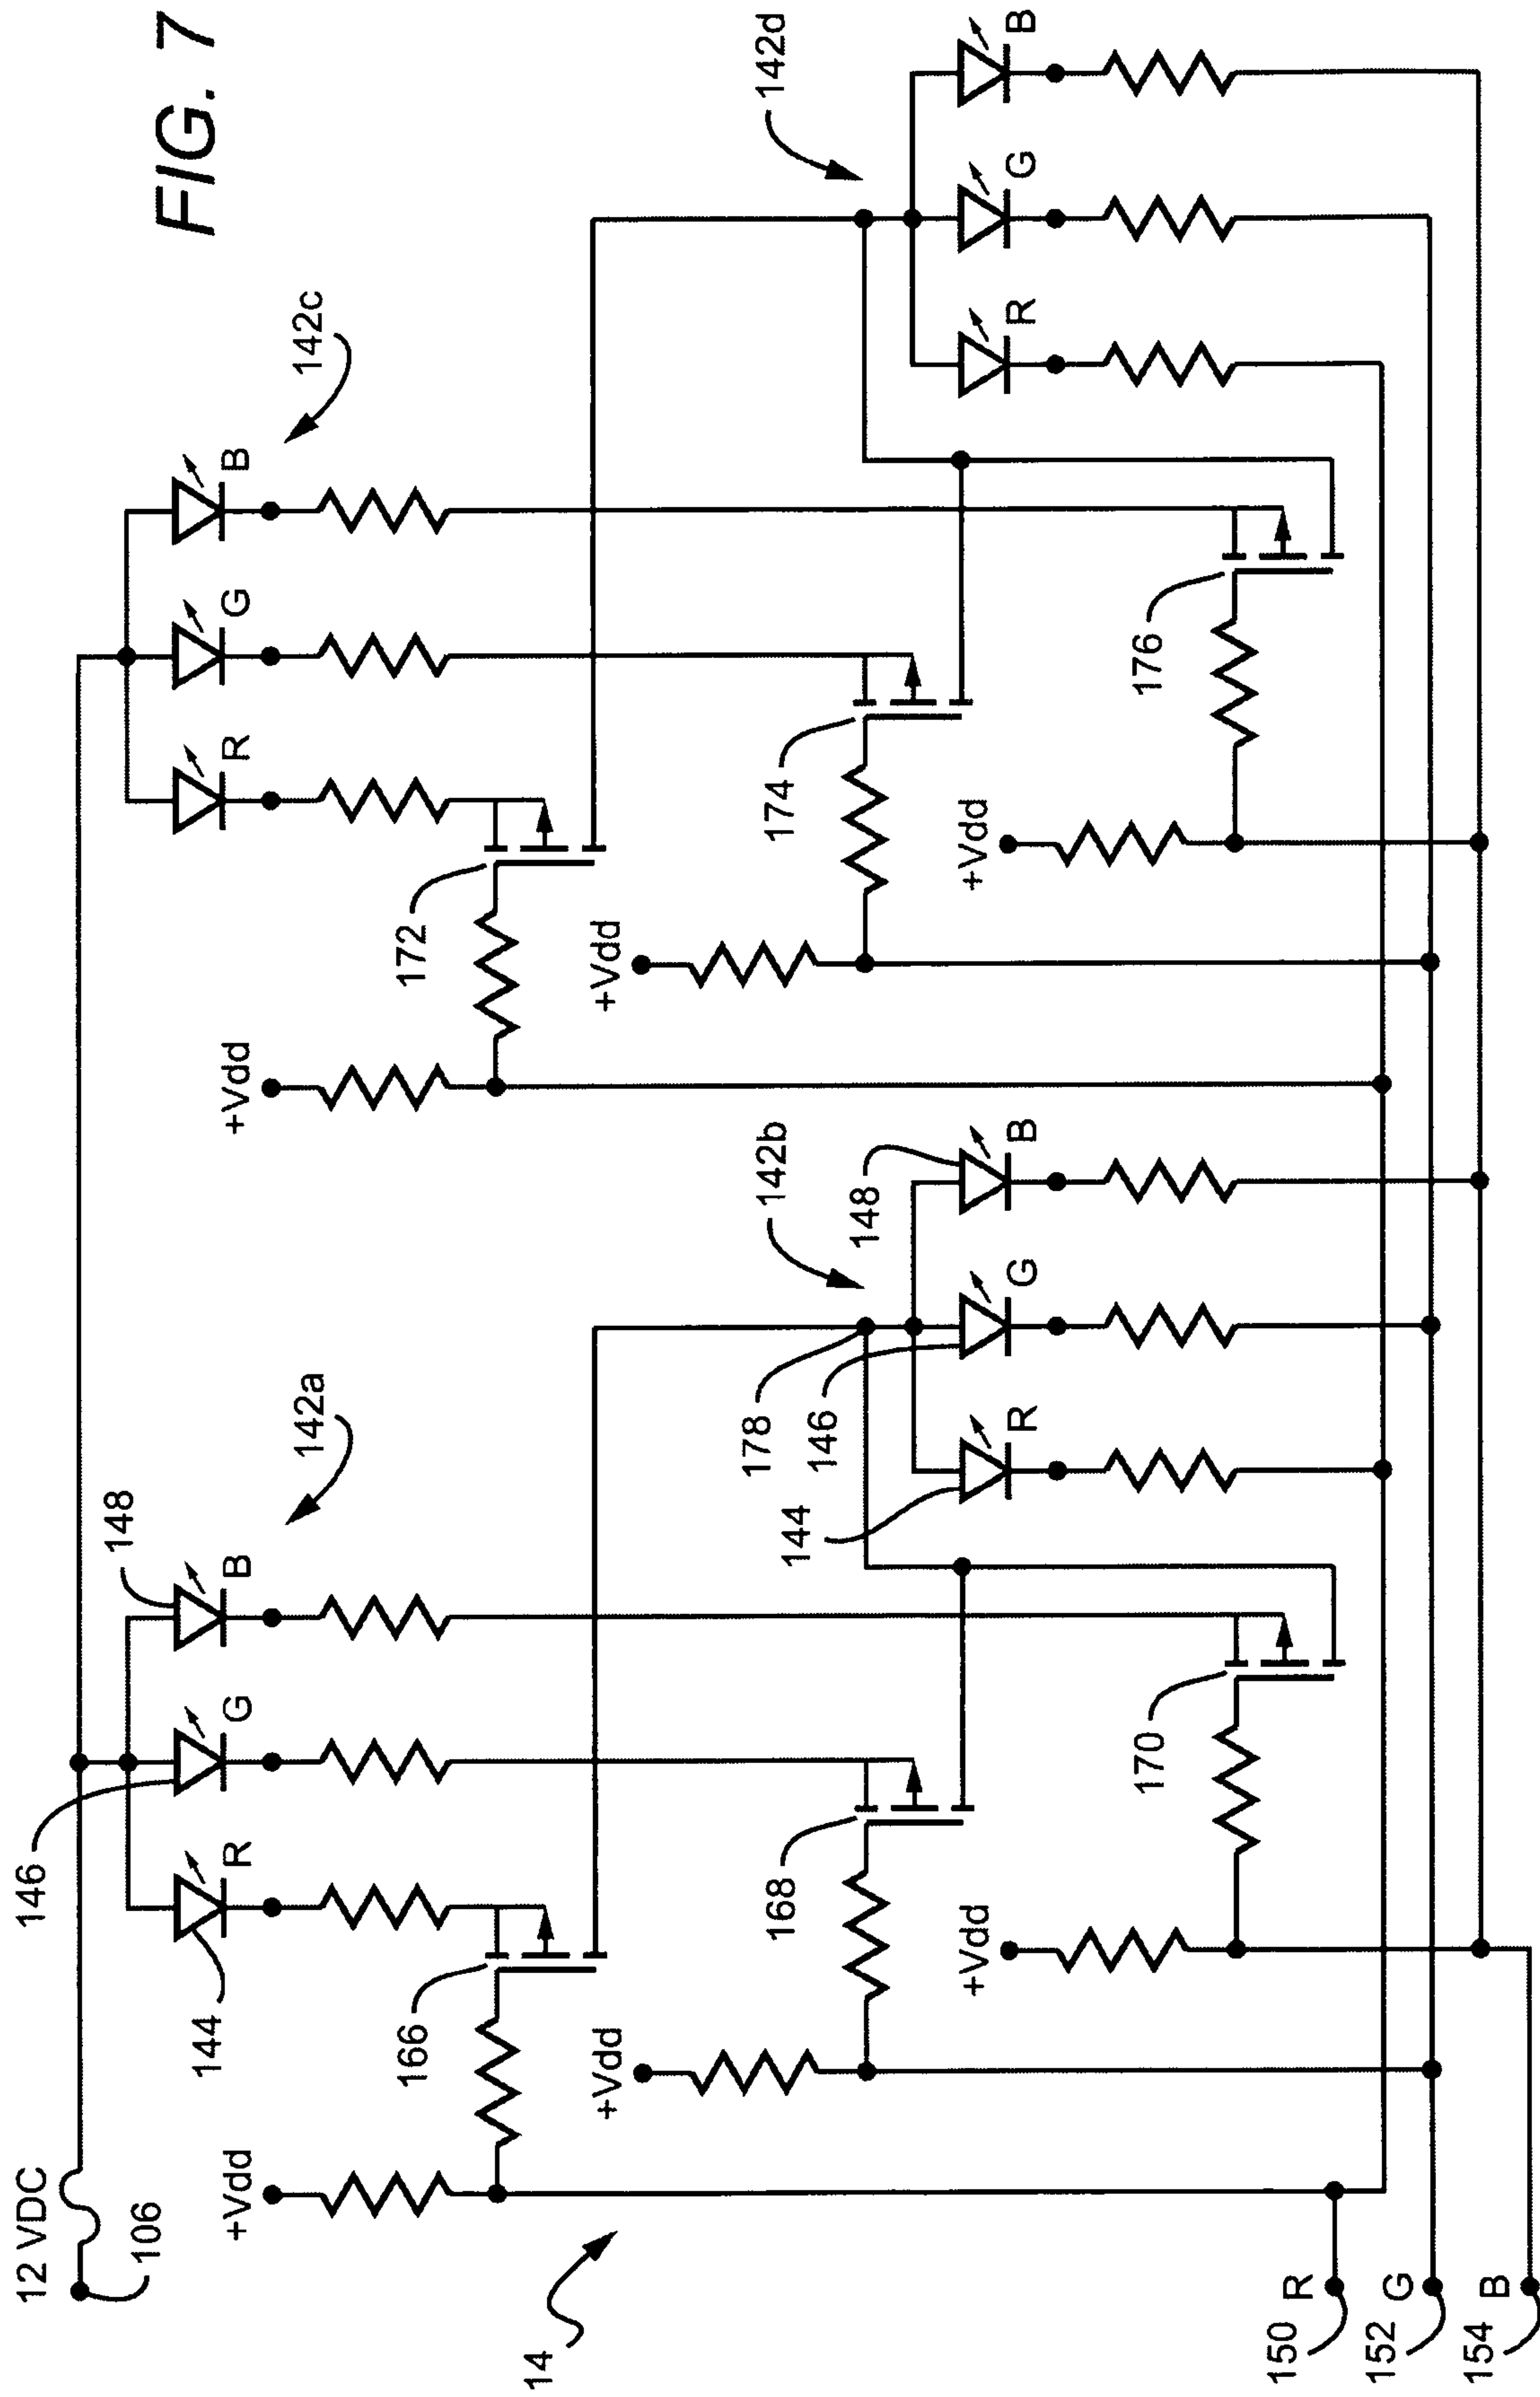 FIG. 7
12 VDC
106
146
144
148
R
G
B
142a
R
G
B
142c
+Vdd
166
+Vdd
168
+Vdd
170
178
146
144
148
R
G
B
142b
+Vdd
172
+Vdd
174
+Vdd
176
R
G
B
142d
14
150
R
152
G
154
B